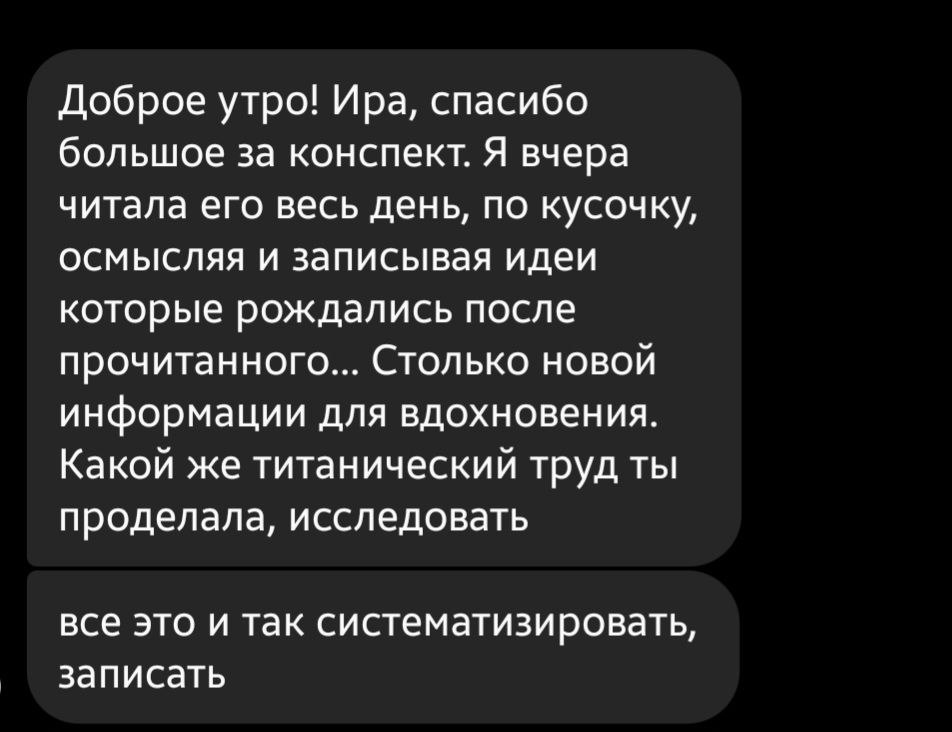 Доброе утро! Ира, спасибо
большое за конспект. Я вчера
читала его весь день, по кусочку,
осмысляя и записывая идеи
которые рождались после
прочитанного... Столько новой
информации для вдохновения.
Какой же титанический труд ты
проделала, исследовать
все это и так систематизировать,
записать